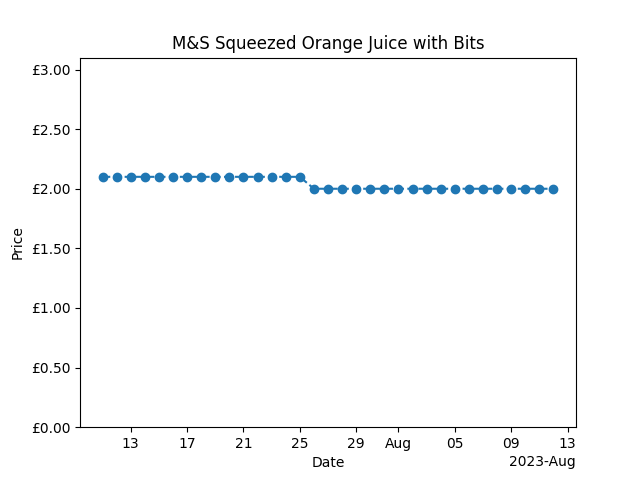 M&S Squeezed Orange Juice with Bits
£3.00
£2.50
£2.00
£1.50
£1.00
£0.50
£0.00
Price
13 17 21 25 29 Aug 05 09 13
Date
2023-Aug